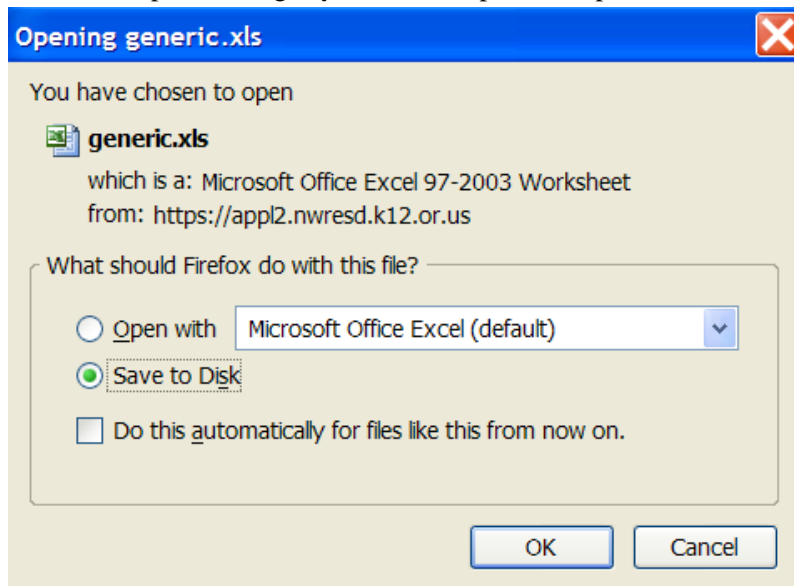 Opening generic.xls
You have chosen to open
generic.xls
which is a: Microsoft Office Excel 97-2003 Worksheet
from: https://appl2.nwresd.k12.or.us
What should Firefox do with this file?
Open with Microsoft Office Excel (default)
Save to Disk
Do this automatically for files like this from now on.
OK Cancel